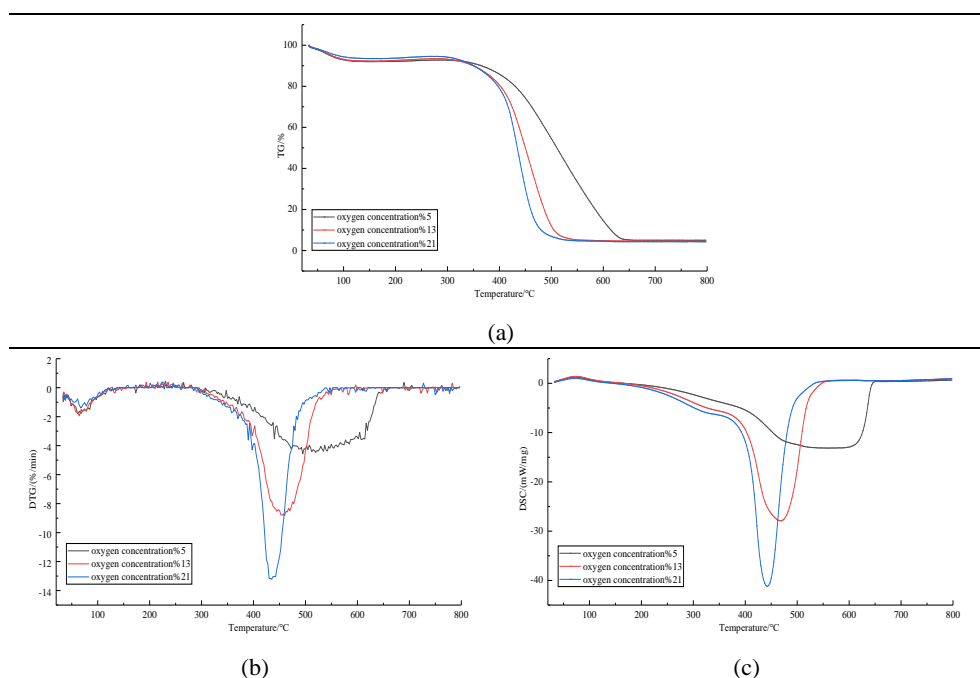 100
80
60
40
20
0
TG/%
oxygen concentration%5
oxygen concentration%13
oxygen concentration%21
100 200 300 400 500 600 700 800
Temperature/°C
(a)
2
0
-2
-4
-6
-8
-10
-12
-14
DTG/(%/min)
oxygen concentration%5
oxygen concentration%13
oxygen concentration%21
100 200 300 400 500 600 700 800
Temperature/°C
(b)
0
-10
-20
-30
-40
DSC/(mW/mg)
oxygen concentration%5
oxygen concentration%13
oxygen concentration%21
100 200 300 400 500 600 700 800
Temperature/°C
(c)